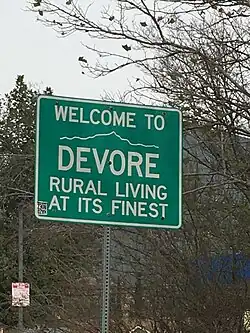 WELCOME TO
DEVORE
RURAL LIVING
AT ITS FINEST